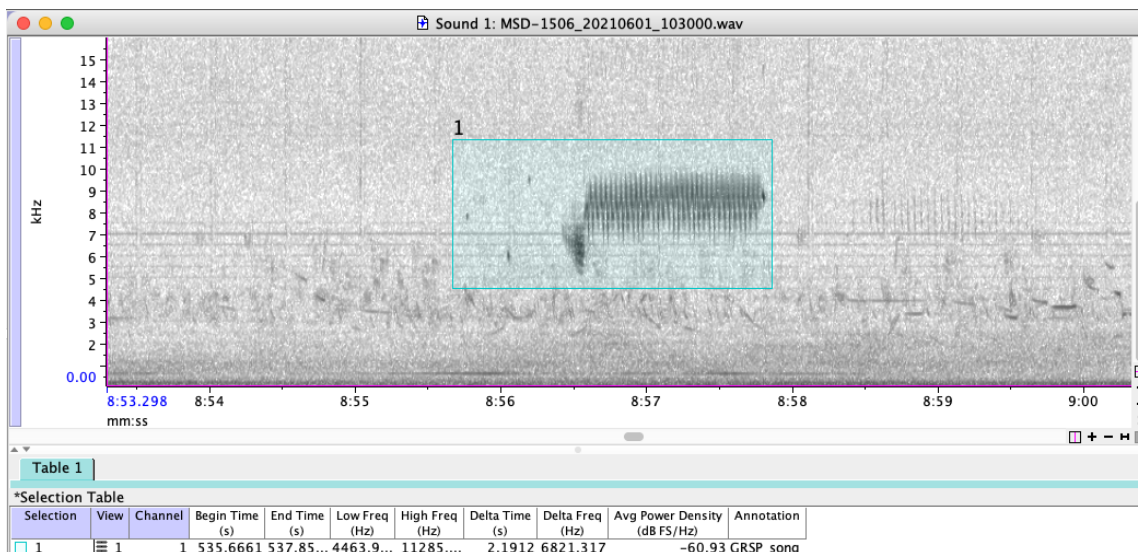 Sound 1: MSD-1506_20210601_103000.wav
1
15
14
13
12
11
10
9
8
7
6
5
4
3
2
0.00
kHz
8:53.298 8:54 8:55 8:56 8:57 8:58 8:59 9:00
mm:ss
Table 1
*Selection Table
Selection View Channel Begin Time (s) End Time (s) Low Freq (Hz) High Freq (Hz) Delta Time (s) Delta Freq (Hz) Avg Power Density (dB FS/Hz) Annotation
1 1 1 535.6661 537.85... 4463.9... 11285.... 2.1912 6821.317 -60.93 GRSP_song